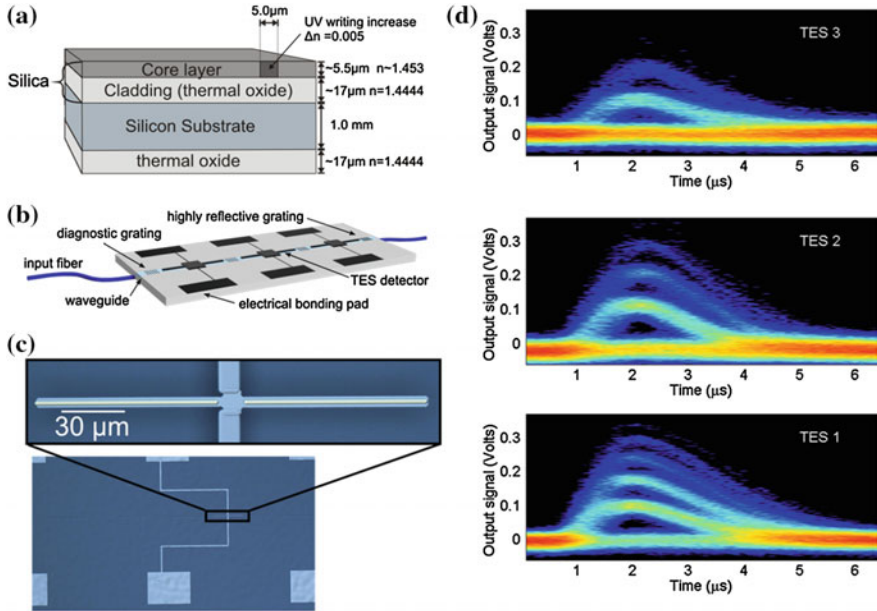 (a)
5.0µm
UV writing increase
Δn =0.005
Silica
Core layer
~5.5µm n~1.453
Cladding (thermal oxide)
~17µm n=1.4444
Silicon Substrate
1.0 mm
thermal oxide
~17µm n=1.4444
(b)
highly reflective grating
diagnostic grating
input fiber
waveguide
TES detector
electrical bonding pad
(c)
30 µm
(d)
TES 3
Output signal (Volts)
0.3
0.2
0.1
0
1 2 3 4 5 6
Time (µs)
TES 2
Output signal (Volts)
0.3
0.2
0.1
0
1 2 3 4 5 6
Time (µs)
TES 1
Output signal (Volts)
0.3
0.2
0.1
0
1 2 3 4 5 6
Time (µs)